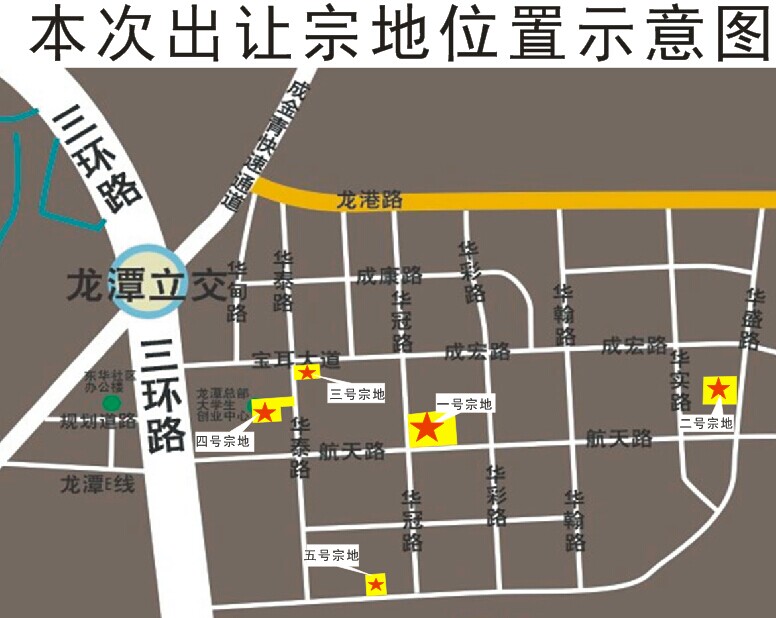 本次出让宗地位置示意图
成金青快速通道
三环路
龙港路
龙潭立交
华甸路
华泰路
成康路
华冠路
华彩路
华翰路
华盛路
宝耳大道
成宏路
成宏路
华实路
三环路
东华社区
办公楼
规划道路
龙潭E线
龙潭总部
大学生
创业中心
三号宗地
一号宗地
二号宗地
四号宗地
华泰路
航天路
航天路
华冠路
华彩路
华翰路
五号宗地